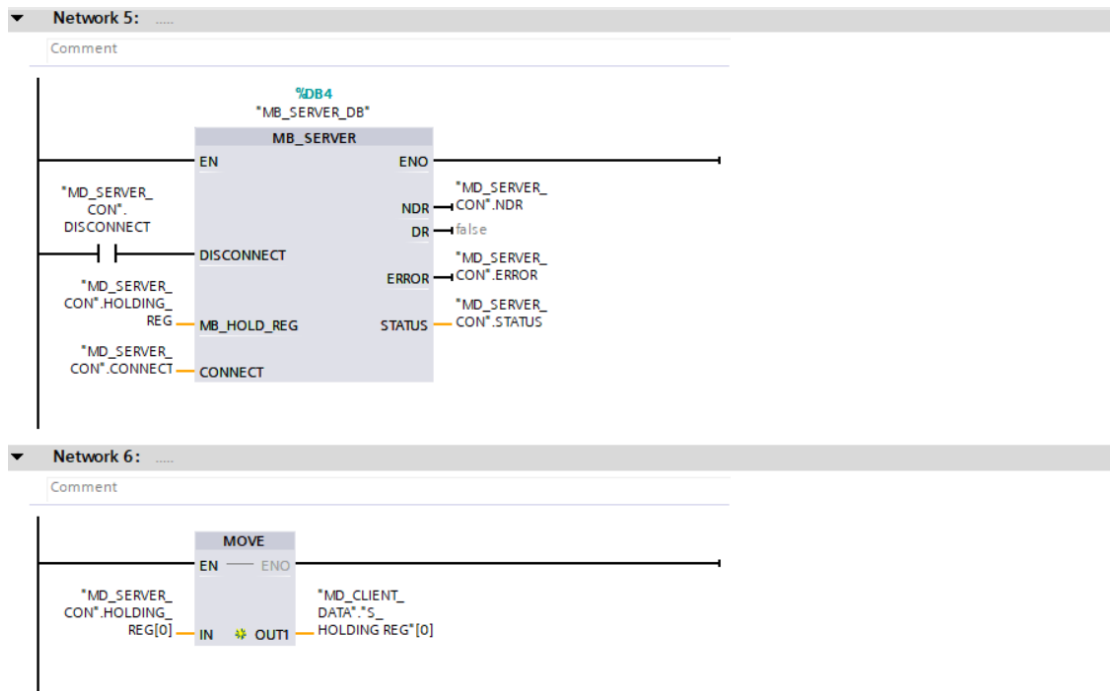 Network 5: .....
Comment
%DB4
"MB_SERVER_DB"
MB_SERVER
EN
ENO
"MD_SERVER_
CON".
DISCONNECT
DISCONNECT
"MD_SERVER_
CON".HOLDING_
REG
MB_HOLD_REG
"MD_SERVER_
CON".CONNECT
CONNECT
NDR
"MD_SERVER_
CON".NDR
DR
false
ERROR
"MD_SERVER_
CON".ERROR
STATUS
"MD_SERVER_
CON".STATUS
Network 6: .....
Comment
MOVE
EN
ENO
"MD_SERVER_
CON".HOLDING_
REG[0]
IN
OUT1
"MD_CLIENT_
DATA"."S_
HOLDING REG"[0]